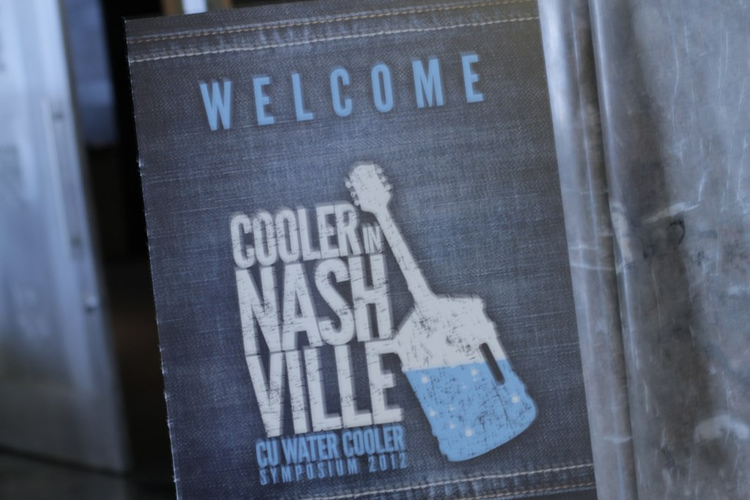 WELCOME
COOLER IN
NASH
VILLE
CU WATER COOLER
SYMPOSIUM 2012